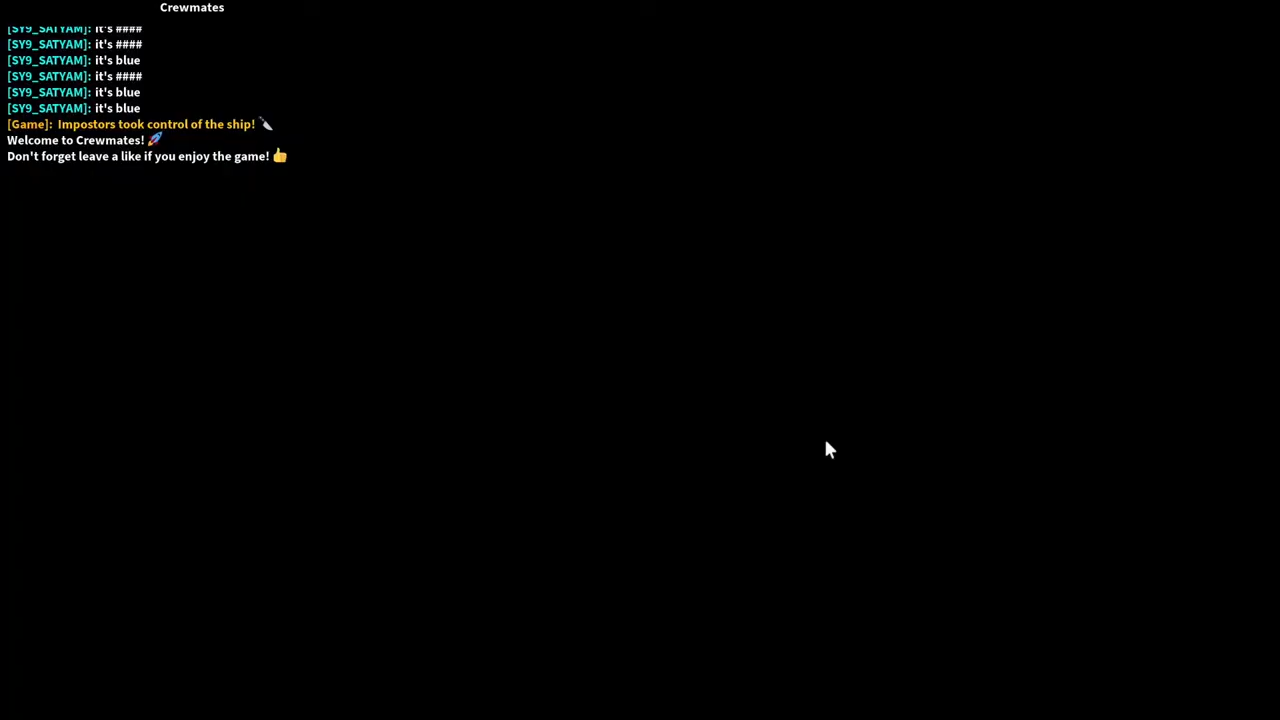 Crewmates
[SY9_SATYAM]: it's ####
[SY9_SATYAM]: it's ####
[SY9_SATYAM]: it's blue
[SY9_SATYAM]: it's ####
[SY9_SATYAM]: it's blue
[SY9_SATYAM]: it's blue
[Game]: Impostors took control of the ship! 🔪
Welcome to Crewmates! 🚀
Don't forget leave a like if you enjoy the game! 👍